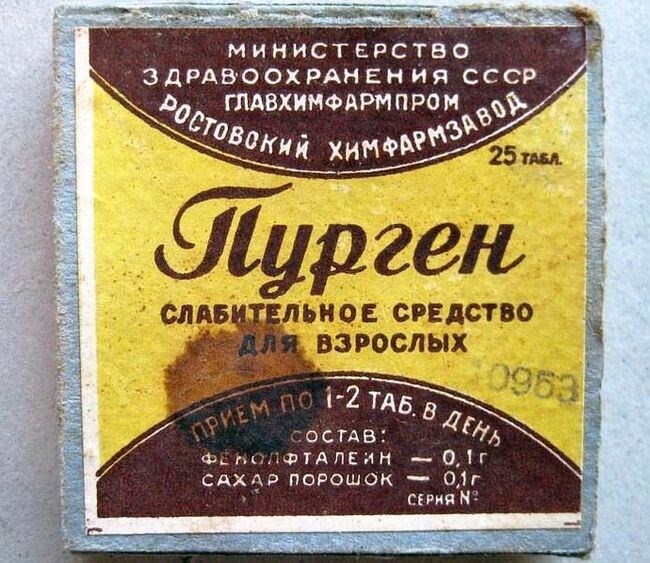 МИНИСТЕРСТВО
ЗДРАВООХРАНЕНИЯ СССР
ГЛАВХИМФАРМПРОМ
РОСТОВСКИЙ ХИМФАРМЗАВОД
25 ТАБЛ.
Пурген
СЛАБИТЕЛЬНОЕ СРЕДСТВО
ДЛЯ ВЗРОСЛЫХ
10963
ПРИЕМ ПО 1-2 ТАБ. В ДЕНЬ
СОСТАВ:
ФЕНОЛФТАЛЕИН — 0,1г
САХАР ПОРОШОК — 0,1г
СЕРИЯ №